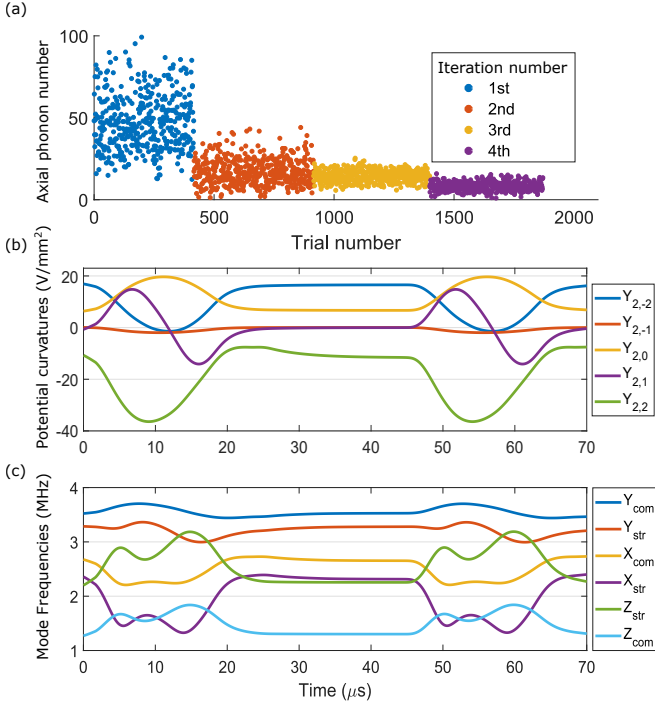 (a)
Axial phonon number
100
50
0
0 500 1000 1500 2000
Trial number
Iteration number
1st
2nd
3rd
4th
(b)
Potential curvatures (V/mm²)
20
0
-20
-40
0 10 20 30 40 50 60 70
Y2,-2
Y2,-1
Y2,0
Y2,1
Y2,2
(c)
Mode Frequencies (MHz)
4
3
2
1
0 10 20 30 40 50 60 70
Time (μs)
Ycom
Ystr
Xcom
Xstr
Zstr
Zcom